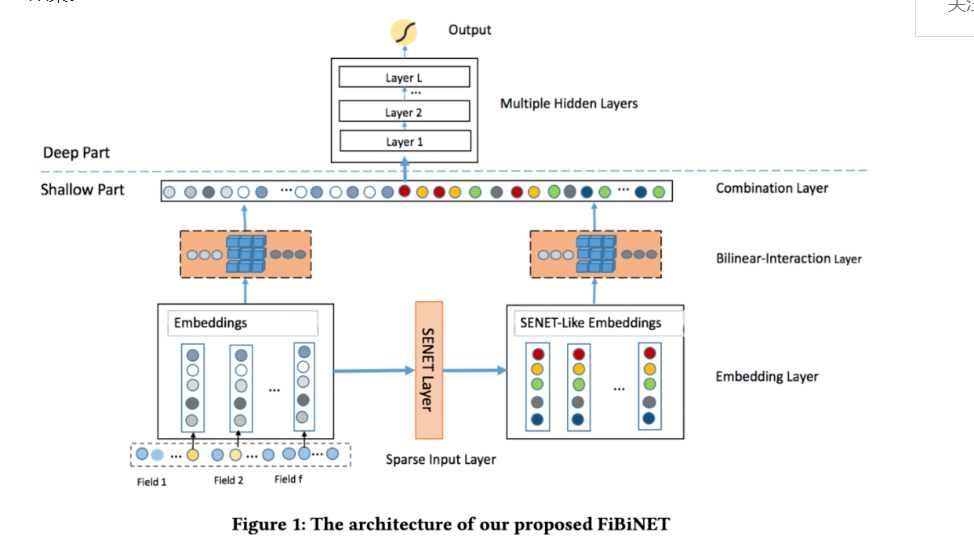 关注
Output
Layer L
...
Layer 2
Layer 1
Multiple Hidden Layers
Deep Part
Shallow Part
...
...
Combination Layer
Bilinear-Interaction Layer
Embeddings
...
SENET Layer
SENET-Like Embeddings
...
Embedding Layer
...
...
...
Sparse Input Layer
Field 1
Field 2
Field f
Figure 1: The architecture of our proposed FiBiNET